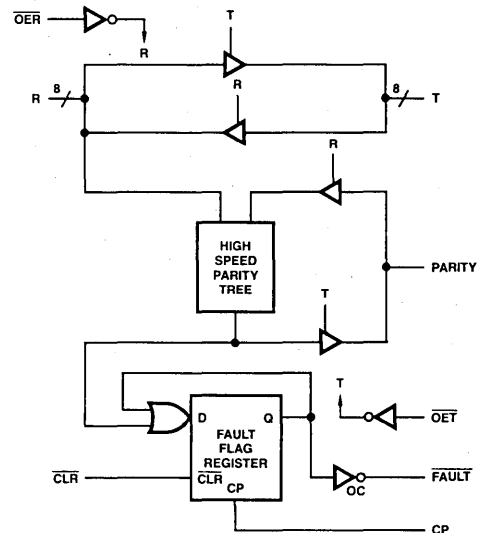 OER
T
R
R
8
R
8
T
R
HIGH
SPEED
PARITY
TREE
PARITY
T
T
D
Q
OET
FAULT
FLAG
REGISTER
CLR
CLR
CP
OC
FAULT
CP